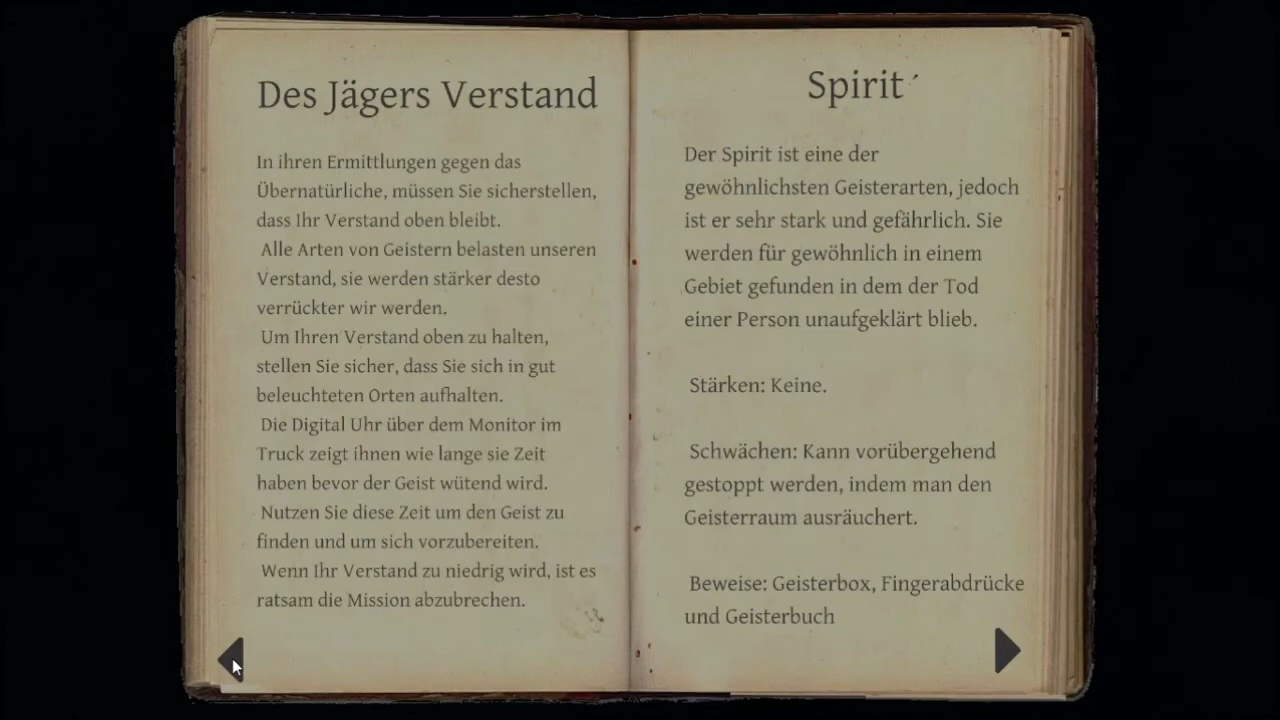 Des Jägers Verstand
In ihren Ermittlungen gegen das
Übernatürliche, müssen Sie sicherstellen,
dass Ihr Verstand oben bleibt.
Alle Arten von Geistern belasten unseren
Verstand, sie werden stärker desto
verrückter wir werden.
Um Ihren Verstand oben zu halten,
stellen Sie sicher, dass Sie sich in gut
beleuchteten Orten aufhalten.
Die Digital Uhr über dem Monitor im
Truck zeigt ihnen wie lange sie Zeit
haben bevor der Geist wütend wird.
Nutzen Sie diese Zeit um den Geist zu
finden und um sich vorzubereiten.
Wenn Ihr Verstand zu niedrig wird, ist es
ratsam die Mission abzubrechen.
Spirit
Der Spirit ist eine der
gewöhnlichsten Geisterarten, jedoch
ist er sehr stark und gefährlich. Sie
werden für gewöhnlich in einem
Gebiet gefunden in dem der Tod
einer Person unaufgeklärt blieb.
Stärken: Keine.
Schwächen: Kann vorübergehend
gestoppt werden, indem man den
Geisterraum ausräuchert.
Beweise: Geisterbox, Fingerabdrücke
und Geisterbuch